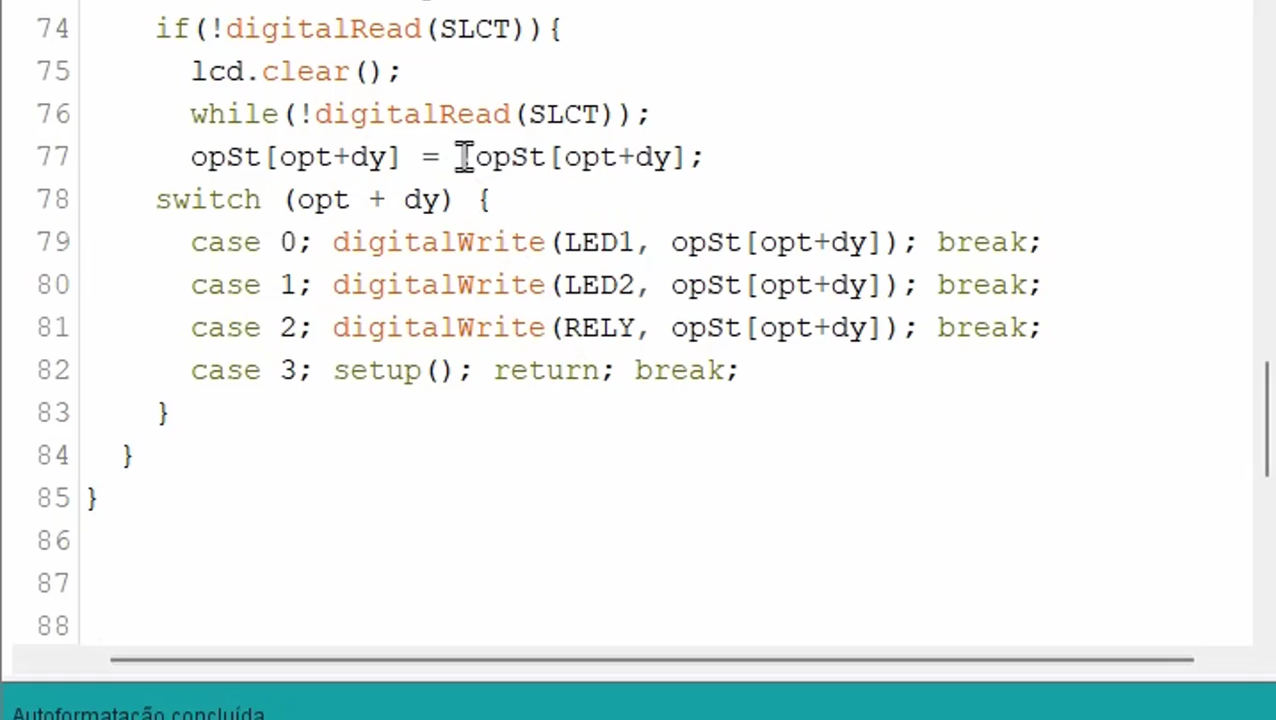 74 if(!digitalRead(SLCT)){
75 lcd.clear();
76 while(!digitalRead(SLCT));
77 opSt[opt+dy] = !opSt[opt+dy];
78 switch (opt + dy) {
79 case 0; digitalWrite(LED1, opSt[opt+dy]); break;
80 case 1; digitalWrite(LED2, opSt[opt+dy]); break;
81 case 2; digitalWrite(RELY, opSt[opt+dy]); break;
82 case 3; setup(); return; break;
83 }
84 }
85 }
86
87
88
Autoformatação concluída